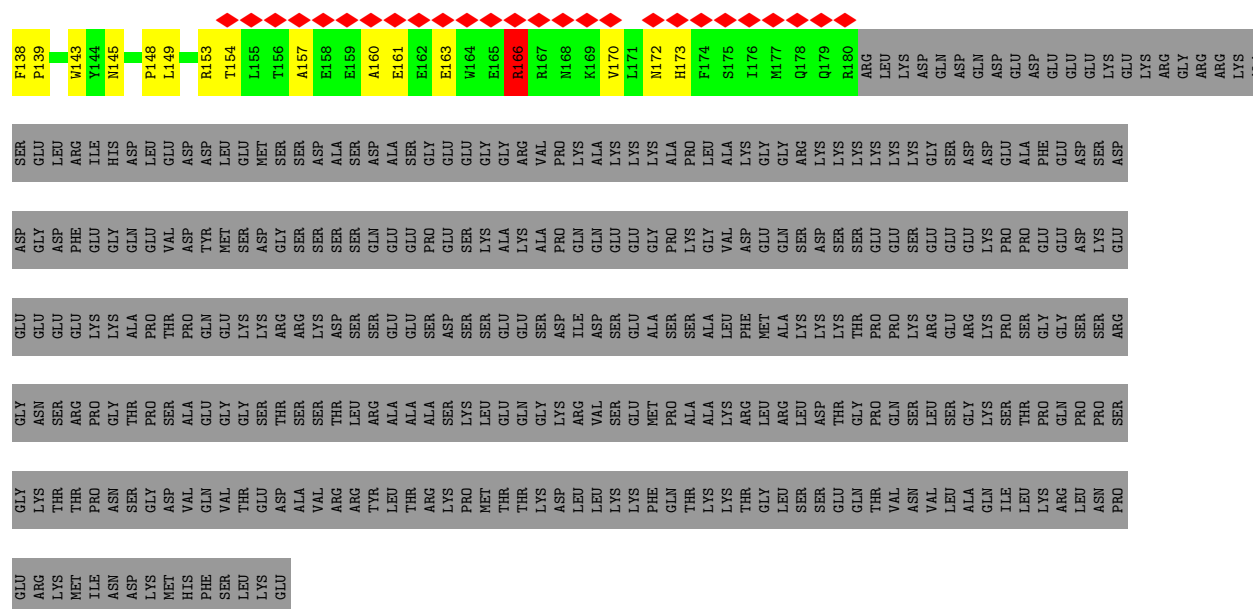 F138 P139 W143 Y144 N145 P148 L149 R153 T154 L155 T156 A157 E158 E159 A160 E161 E162 E163 W164 E165 R166 R167 N168 K169 V170 L171 N172 H173 F174 S175 I176 M177 Q178 Q179 R180 ARG LEU LYS ASP GLN ASP GLN ASP GLU ASP GLU GLU GLU LYS GLU LYS ARG GLY ARG ARG LYS
SER GLU LEU ARG ILE HIS ASP LEU GLU ASP ASP LEU GLU MET SER SER ASP ALA SER ASP ALA SER GLY GLU GLU GLY GLY ARG VAL PRO LYS ALA LYS LYS LYS ALA PRO LEU ALA LYS GLY GLY ARG LYS LYS LYS LYS LYS LYS GLY SER ASP ASP GLU ALA PHE GLU ASP SER ASP
ASP GLY ASP PHE GLU GLY GLN GLU VAL ASP TYR MET SER ASP GLY SER SER SER SER GLN GLU GLU PRO GLU SER LYS ALA LYS ALA PRO GLN GLN GLU GLU GLY PRO LYS GLY VAL ASP GLU GLN SER ASP SER SER GLU GLU SER GLU GLU GLU LYS PRO PRO GLU GLU ASP LYS GLU
GLU GLU GLU GLU LYS LYS ALA PRO THR PRO GLN GLU LYS LYS ARG ARG LYS ASP SER SER GLU GLU SER ASP SER SER GLU GLU SER ASP ILE ASP SER GLU ALA SER SER ALA LEU PHE MET ALA LYS LYS LYS THR PRO PRO LYS ARG GLU ARG LYS PRO SER GLY GLY SER SER ARG
GLY ASN SER ARG PRO GLY THR PRO SER ALA GLU GLY GLY SER THR SER SER THR LEU ARG ALA ALA ALA SER LYS LEU GLU GLN GLY LYS ARG VAL SER GLU MET PRO ALA ALA LYS ARG LEU ARG LEU ASP THR GLY PRO GLN SER LEU SER GLY LYS SER THR PRO GLN PRO PRO SER
GLY LYS THR THR PRO ASN SER GLY ASP VAL GLN VAL THR GLU ASP ALA VAL ARG ARG TYR LEU THR ARG LYS PRO MET THR THR LYS ASP LEU LEU LYS LYS PHE GLN THR LYS LYS THR GLY LEU SER SER GLU GLN THR VAL ASN VAL LEU ALA GLN ILE LEU LYS ARG LEU ASN PRO
GLU ARG LYS MET ILE ASN ASP LYS MET HIS PHE SER LEU LYS GLU